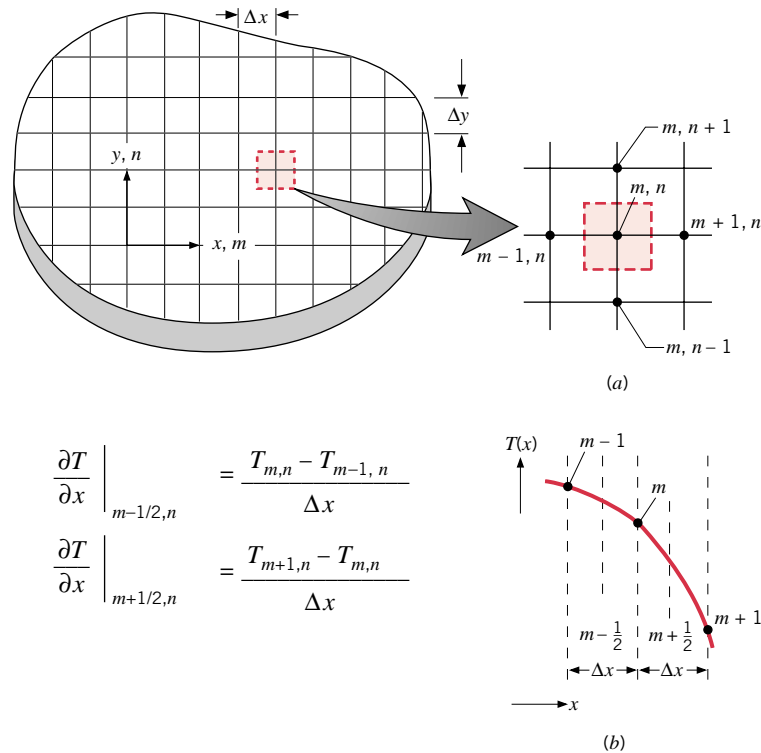 Δx
Δy
y, n
x, m
m, n + 1
m, n
m + 1, n
m – 1, n
m, n – 1
(a)
∂T/∂x |m−1/2,n = (Tm,n − Tm−1, n)/Δx
∂T/∂x |m+1/2,n = (Tm+1,n − Tm,n)/Δx
T(x)
m – 1
m
m + 1
m – 1/2
m + 1/2
Δx
Δx
x
(b)